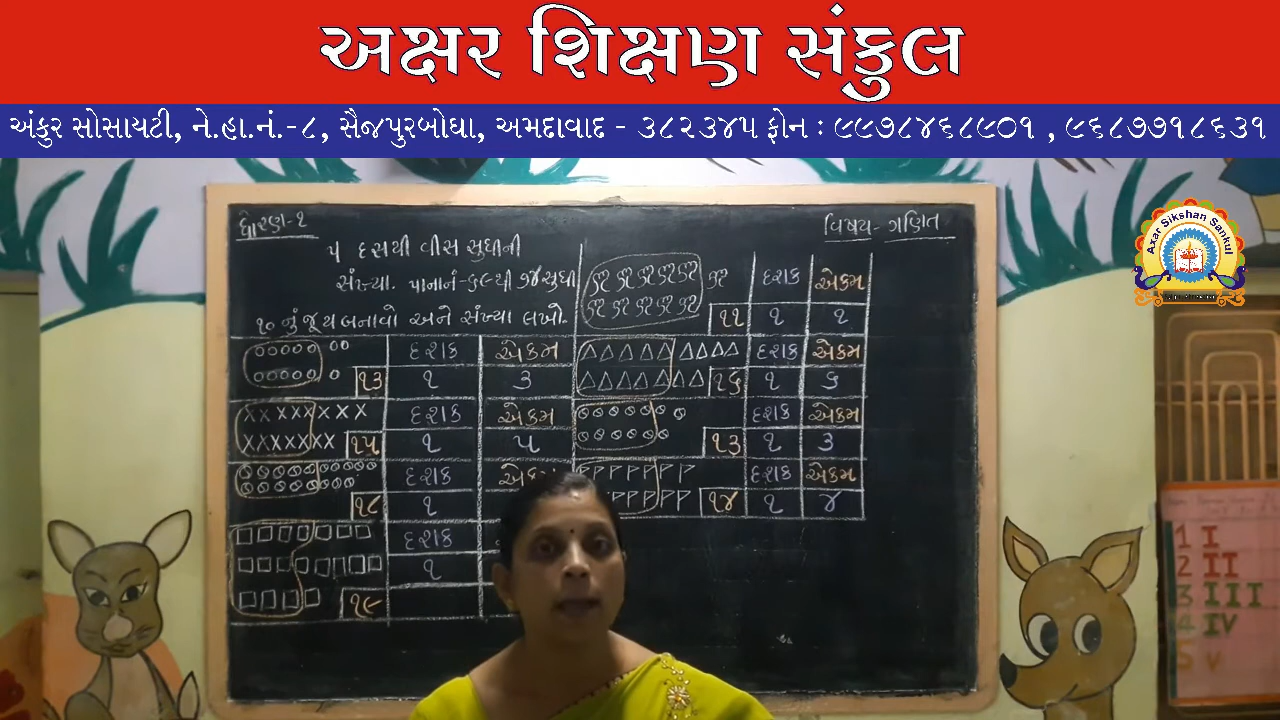 અક્ષર શિક્ષણ સંકુલ
અંકુર સોસાયટી, ને.હા.નં.-૮, સૈજપુરબોઘા, અમદાવાદ - ૩૮૨૩૪૫ ફોન : ૯૯૭૮૪૬૮૯૦૧ , ૯૬૮૭૭૧૮૬૩૧
Axar Sikshan Sankul
ધોરણ-૧
વિષય- ગણિત
૫ દસથી વીસ સુધીની
સંખ્યા. પાનાનં-૬૯થી ૭૪ સુધી
૧૦ નું જૂથ બનાવો અને સંખ્યા લખો.
દશક એકમ
૧૧ ૧ ૧
દશક એકમ
૧૩ ૧ ૩
દશક એકમ
૧૬ ૧ ૬
દશક એકમ
૧૫ ૧ ૫
દશક એકમ
૧૩ ૧ ૩
દશક
૧૮ ૧
દશક એકમ
૧૪ ૧ ૪
દશક
૧
૧૯
1 I
2 II
3 III
4 IV
5 V